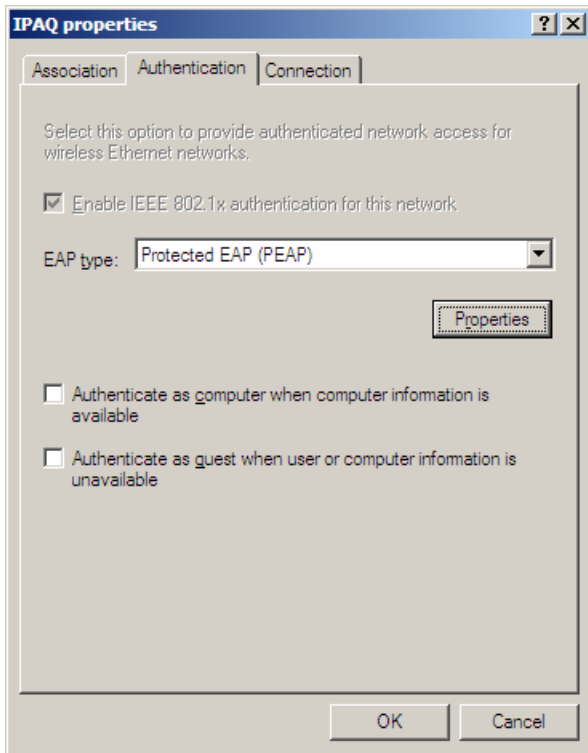 IPAQ properties
Association Authentication Connection
Select this option to provide authenticated network access for
wireless Ethernet networks.
Enable IEEE 802.1x authentication for this network
EAP type: Protected EAP (PEAP)
Properties
Authenticate as computer when computer information is
available
Authenticate as guest when user or computer information is
unavailable
OK Cancel